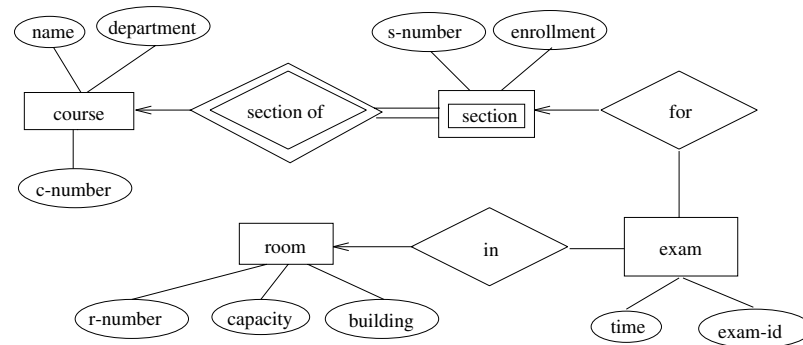 name
department
s-number
enrollment
course
section of
section
for
c-number
room
in
exam
r-number
capacity
building
time
exam-id